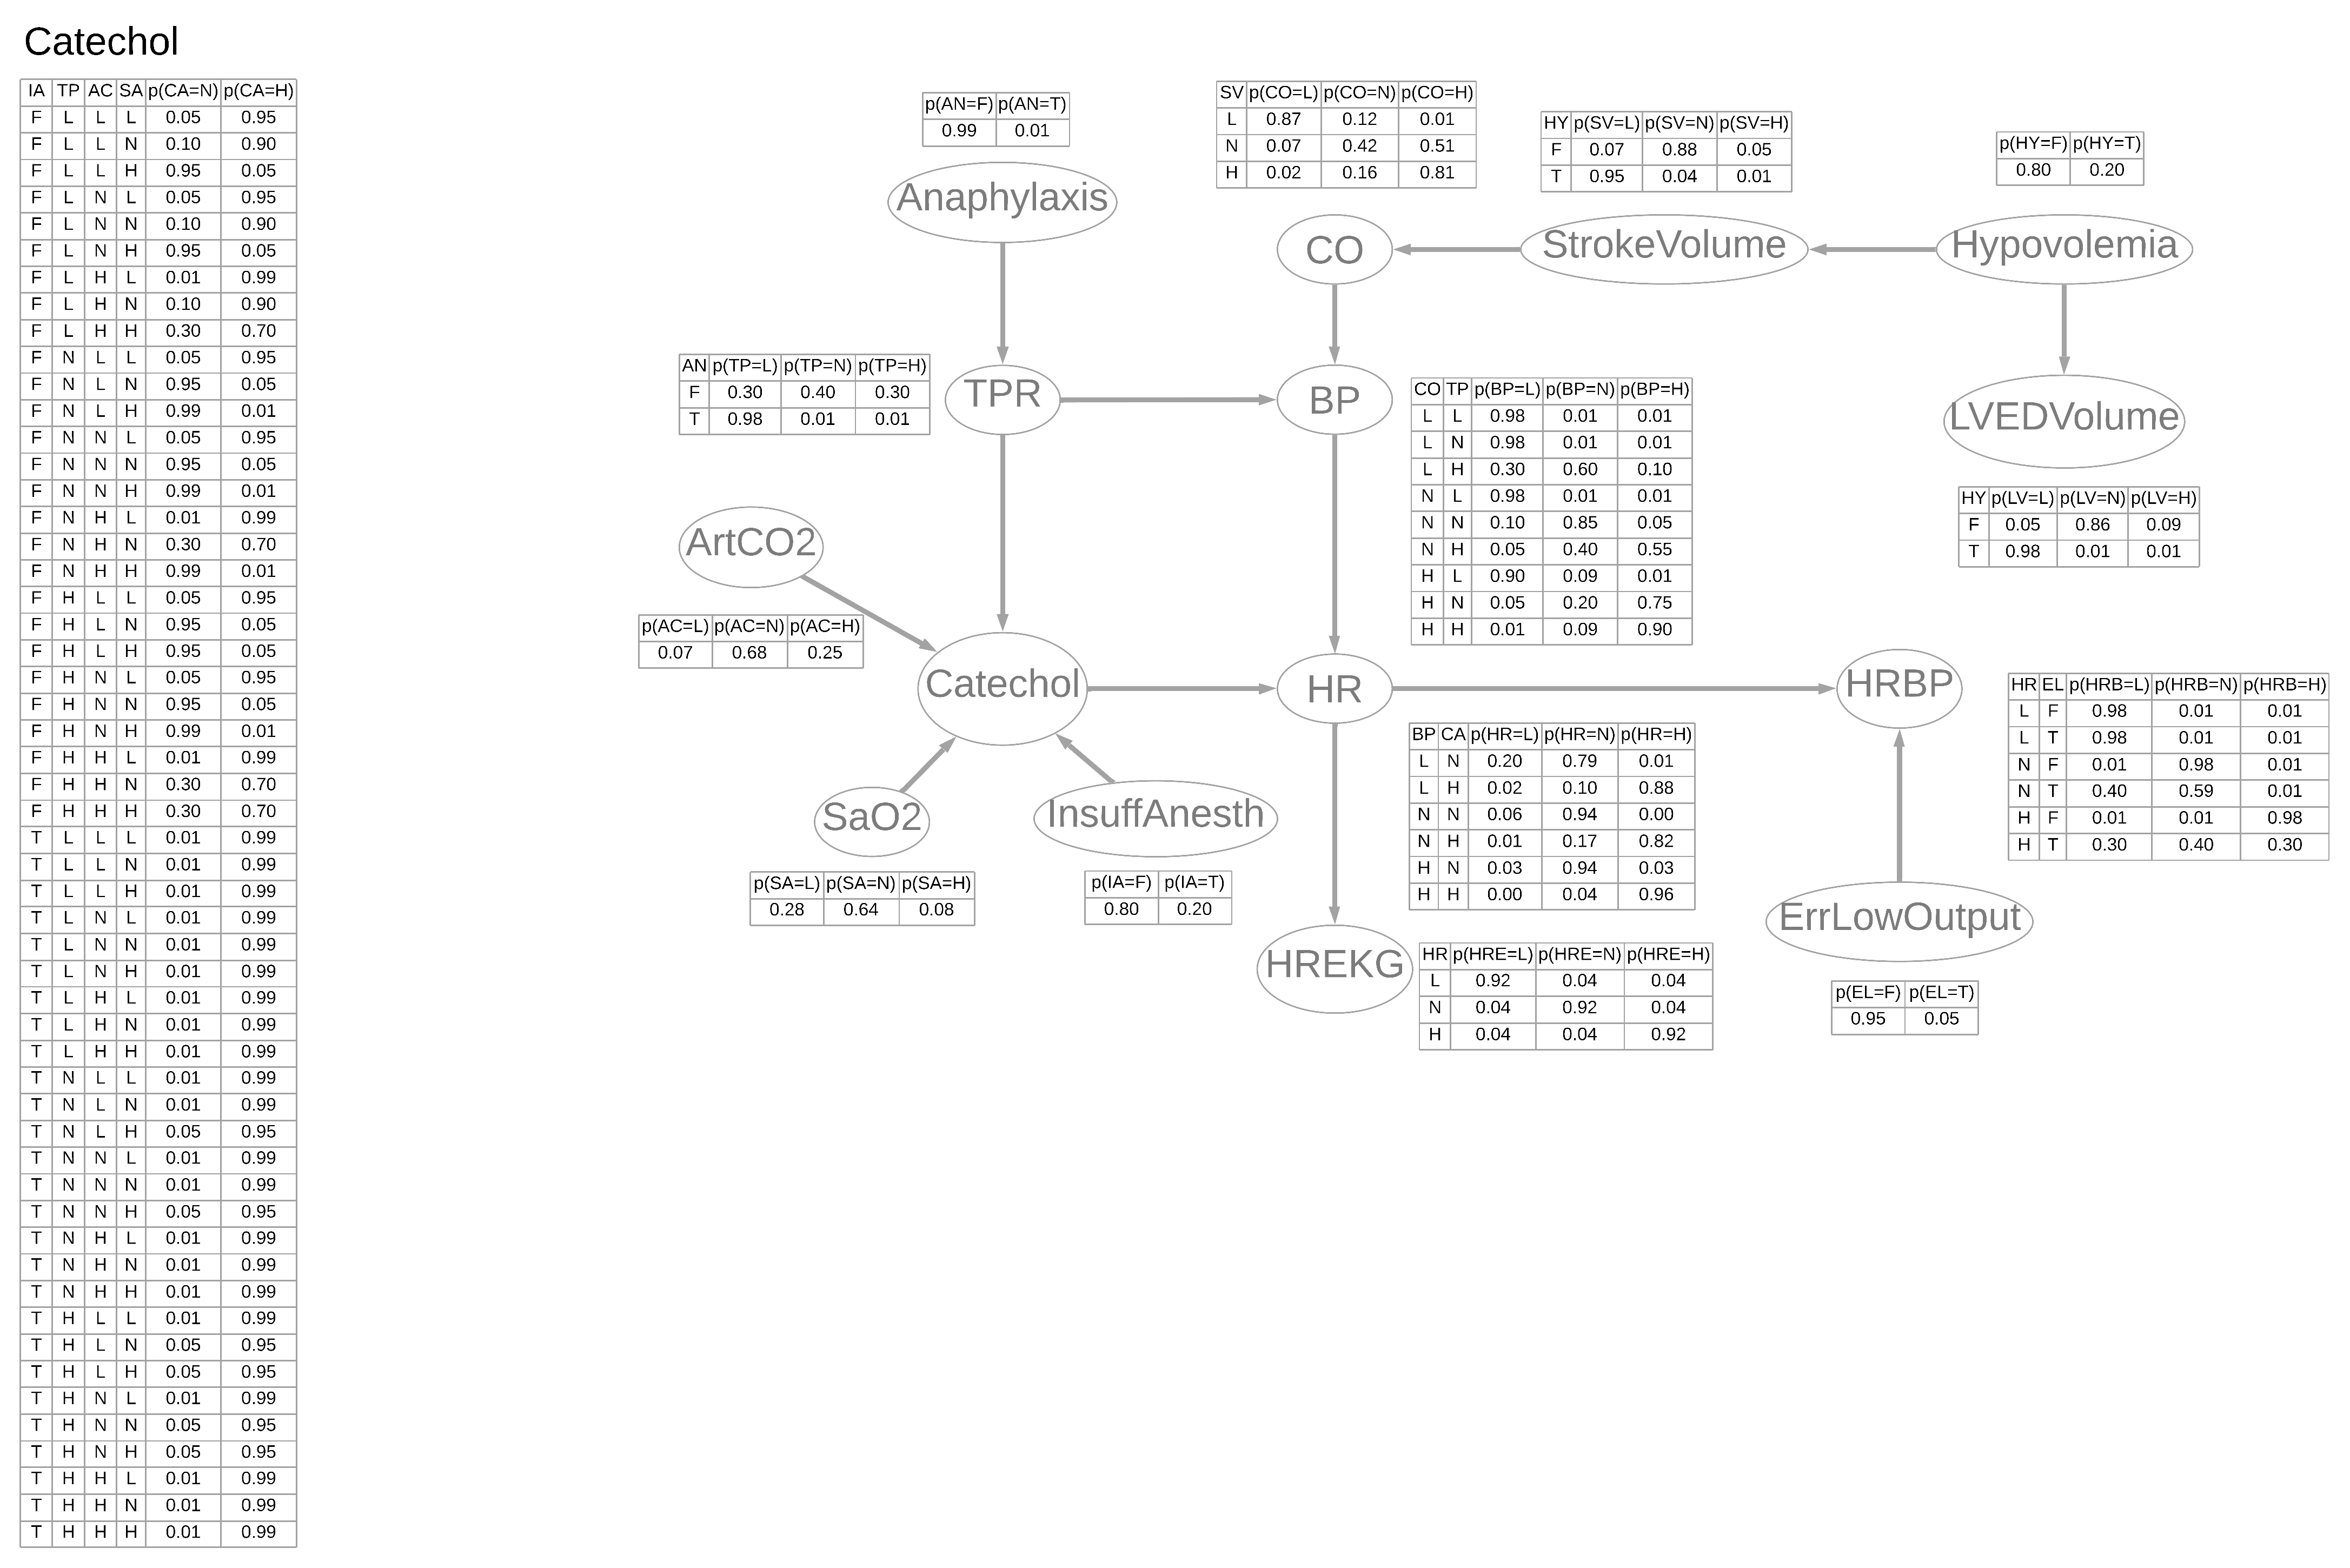 Catechol
IA TP AC SA p(CA=N) p(CA=H)
F L L L 0.05 0.95
F L L N 0.10 0.90
F L L H 0.95 0.05
F L N L 0.05 0.95
F L N N 0.10 0.90
F L N H 0.95 0.05
F L H L 0.01 0.99
F L H N 0.10 0.90
F L H H 0.30 0.70
F N L L 0.05 0.95
F N L N 0.95 0.05
F N L H 0.99 0.01
F N N L 0.05 0.95
F N N N 0.95 0.05
F N N H 0.99 0.01
F N H L 0.01 0.99
F N H N 0.30 0.70
F N H H 0.99 0.01
F H L L 0.05 0.95
F H L N 0.95 0.05
F H L H 0.95 0.05
F H N L 0.05 0.95
F H N N 0.95 0.05
F H N H 0.99 0.01
F H H L 0.01 0.99
F H H N 0.30 0.70
F H H H 0.30 0.70
T L L L 0.01 0.99
T L L N 0.01 0.99
T L L H 0.01 0.99
T L N L 0.01 0.99
T L N N 0.01 0.99
T L N H 0.01 0.99
T L H L 0.01 0.99
T L H N 0.01 0.99
T L H H 0.01 0.99
T N L L 0.01 0.99
T N L N 0.01 0.99
T N L H 0.05 0.95
T N N L 0.01 0.99
T N N N 0.01 0.99
T N N H 0.05 0.95
T N H L 0.01 0.99
T N H N 0.01 0.99
T N H H 0.01 0.99
T H L L 0.01 0.99
T H L N 0.05 0.95
T H L H 0.05 0.95
T H N L 0.01 0.99
T H N N 0.05 0.95
T H N H 0.05 0.95
T H H L 0.01 0.99
T H H N 0.01 0.99
T H H H 0.01 0.99
p(AN=F) p(AN=T)
0.99 0.01
Anaphylaxis
SV p(CO=L) p(CO=N) p(CO=H)
L 0.87 0.12 0.01
N 0.07 0.42 0.51
H 0.02 0.16 0.81
CO
HY p(SV=L) p(SV=N) p(SV=H)
F 0.07 0.88 0.05
T 0.95 0.04 0.01
StrokeVolume
p(HY=F) p(HY=T)
0.80 0.20
Hypovolemia
AN p(TP=L) p(TP=N) p(TP=H)
F 0.30 0.40 0.30
T 0.98 0.01 0.01
TPR
BP
CO TP p(BP=L) p(BP=N) p(BP=H)
L L 0.98 0.01 0.01
L N 0.98 0.01 0.01
L H 0.30 0.60 0.10
N L 0.98 0.01 0.01
N N 0.10 0.85 0.05
N H 0.05 0.40 0.55
H L 0.90 0.09 0.01
H N 0.05 0.20 0.75
H H 0.01 0.09 0.90
LVEDVolume
HY p(LV=L) p(LV=N) p(LV=H)
F 0.05 0.86 0.09
T 0.98 0.01 0.01
ArtCO2
p(AC=L) p(AC=N) p(AC=H)
0.07 0.68 0.25
Catechol
HR
BP CA p(HR=L) p(HR=N) p(HR=H)
L N 0.20 0.79 0.01
L H 0.02 0.10 0.88
N N 0.06 0.94 0.00
N H 0.01 0.17 0.82
H N 0.03 0.94 0.03
H H 0.00 0.04 0.96
HRBP
HR EL p(HRB=L) p(HRB=N) p(HRB=H)
L F 0.98 0.01 0.01
L T 0.98 0.01 0.01
N F 0.01 0.98 0.01
N T 0.40 0.59 0.01
H F 0.01 0.01 0.98
H T 0.30 0.40 0.30
SaO2
p(SA=L) p(SA=N) p(SA=H)
0.28 0.64 0.08
InsuffAnesth
p(IA=F) p(IA=T)
0.80 0.20
HREKG
HR p(HRE=L) p(HRE=N) p(HRE=H)
L 0.92 0.04 0.04
N 0.04 0.92 0.04
H 0.04 0.04 0.92
ErrLowOutput
p(EL=F) p(EL=T)
0.95 0.05